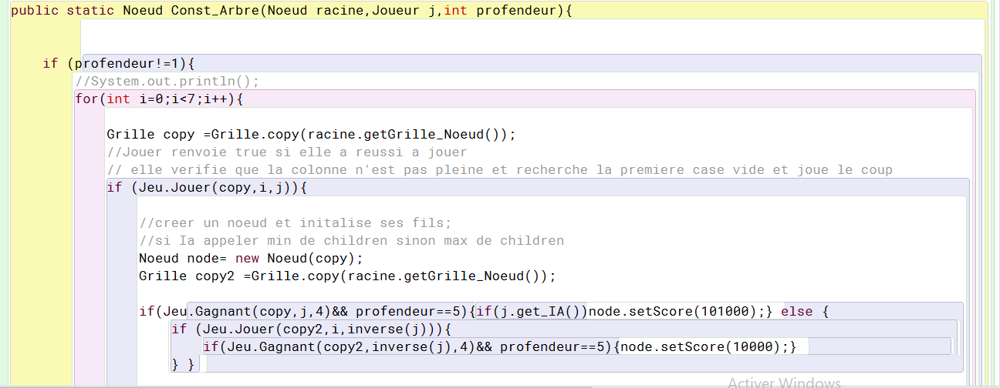 public static Noeud Const_Arbre(Noeud racine,Joueur j,int profendeur){
if (profendeur!=1){
//System.out.println();
for(int i=0;i<7;i++){
Grille copy =Grille.copy(racine.getGrille_Noeud());
//Jouer renvoie true si elle a reussi a jouer
// elle verifie que la colonne n'est pas pleine et recherche la premiere case vide et joue le coup
if (Jeu.Jouer(copy,i,j)){
//creer un noeud et initalise ses fils;
//si Ia appeler min de children sinon max de children
Noeud node= new Noeud(copy);
Grille copy2 =Grille.copy(racine.getGrille_Noeud());
if(Jeu.Gagnant(copy,j,4)&& profendeur==5){if(j.get_IA())node.setScore(101000);} else {
if (Jeu.Jouer(copy2,i,inverse(j))){
if(Jeu.Gagnant(copy2,inverse(j),4)&& profendeur==5){node.setScore(10000);}
} }
Activer Windows